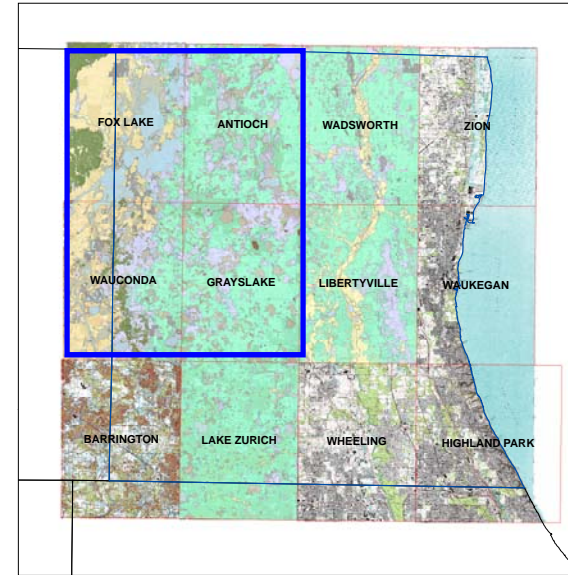 FOX LAKE ANTIOCH WADSWORTH ZION
WAUCONDA GRAYSLAKE LIBERTYVILLE WAUKEGAN
BARRINGTON LAKE ZURICH WHEELING HIGHLAND PARK